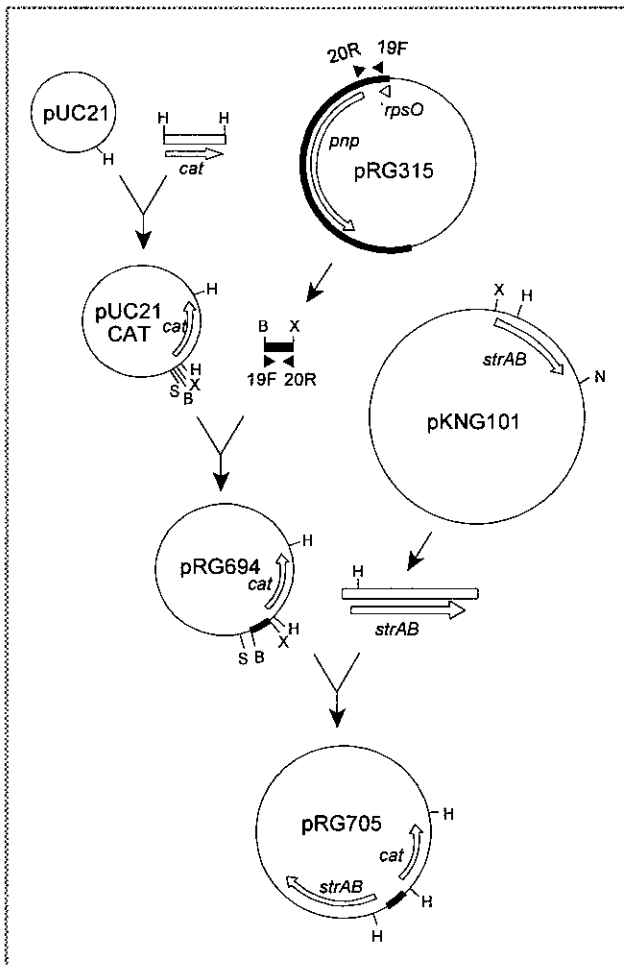 20R 19F
pUC21
H
H H
cat
rpsO
pnp
pRG315
H
pUC21
CAT
cat
H
X
B
S
B X
19F 20R
X H
strAB
N
pKNG101
H
pRG694
cat
H
X
B
S
H
strAB
pRG705
H
cat
strAB
H
H